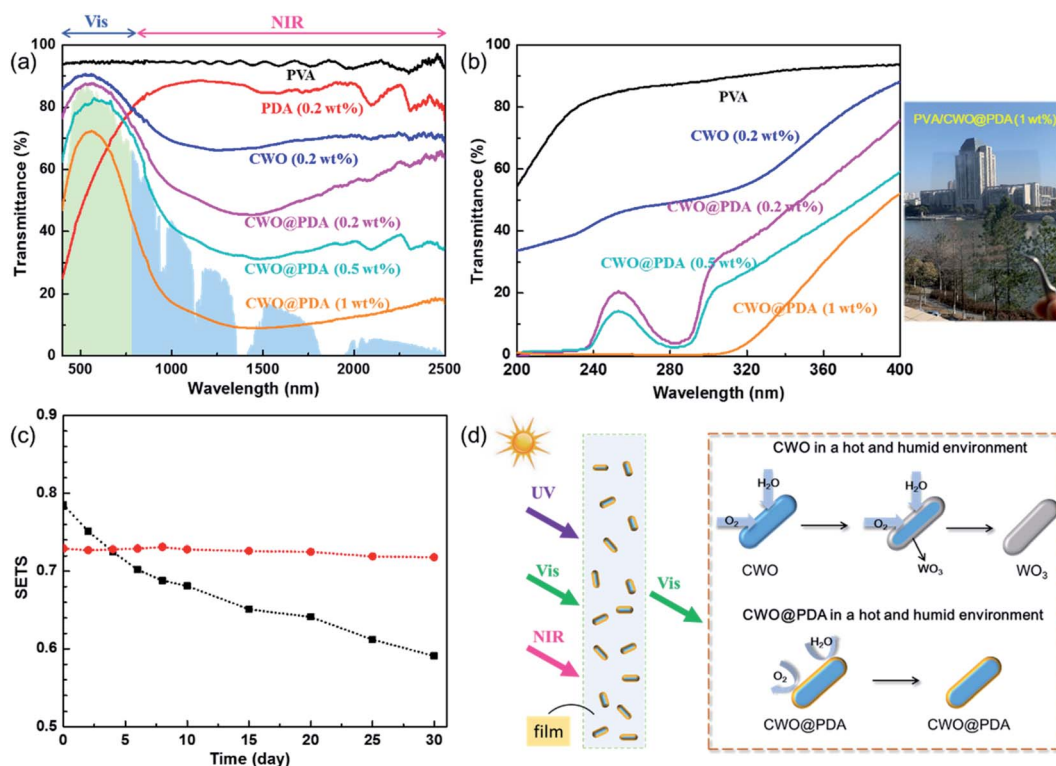 Vis
NIR
(a)
100
80
60
40
20
0
Transmittance (%)
PVA
PDA (0.2 wt%)
CWO (0.2 wt%)
CWO@PDA (0.2 wt%)
CWO@PDA (0.5 wt%)
CWO@PDA (1 wt%)
500
1000
1500
2000
2500
Wavelength (nm)
(b)
100
80
60
40
20
0
Transmittance (%)
PVA
CWO (0.2 wt%)
CWO@PDA (0.2 wt%)
CWO@PDA (0.5 wt%)
CWO@PDA (1 wt%)
200
240
280
320
360
400
Wavelength (nm)
PVA/CWO@PDA (1 wt%)
(c)
0.9
0.8
0.7
0.6
0.5
SETS
0
5
10
15
20
25
30
Time (day)
(d)
UV
Vis
NIR
Vis
film
CWO in a hot and humid environment
H₂O
O₂
CWO
H₂O
O₂
WO₃
WO₃
CWO@PDA in a hot and humid environment
H₂O
O₂
CWO@PDA
CWO@PDA